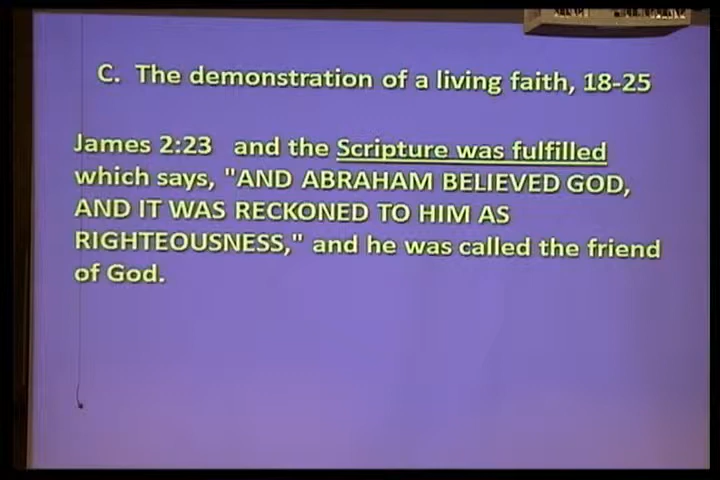 C. The demonstration of a living faith, 18-25
James 2:23 and the Scripture was fulfilled
which says, "AND ABRAHAM BELIEVED GOD,
AND IT WAS RECKONED TO HIM AS
RIGHTEOUSNESS," and he was called the friend
of God.